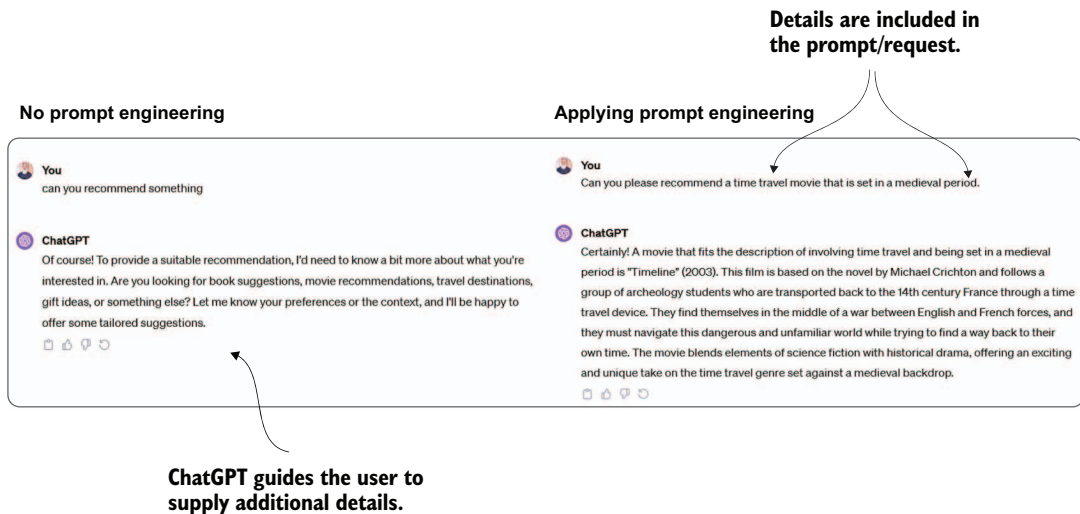 Details are included in
the prompt/request.
No prompt engineering
Applying prompt engineering
You
can you recommend something
ChatGPT
Of course! To provide a suitable recommendation, I'd need to know a bit more about what you're
interested in. Are you looking for book suggestions, movie recommendations, travel destinations,
gift ideas, or something else? Let me know your preferences or the context, and I'll be happy to
offer some tailored suggestions.
You
Can you please recommend a time travel movie that is set in a medieval period.
ChatGPT
Certainly! A movie that fits the description of involving time travel and being set in a medieval
period is "Timeline" (2003). This film is based on the novel by Michael Crichton and follows a
group of archeology students who are transported back to the 14th century France through a time
travel device. They find themselves in the middle of a war between English and French forces, and
they must navigate this dangerous and unfamiliar world while trying to find a way back to their
own time. The movie blends elements of science fiction with historical drama, offering an exciting
and unique take on the time travel genre set against a medieval backdrop.
ChatGPT guides the user to
supply additional details.